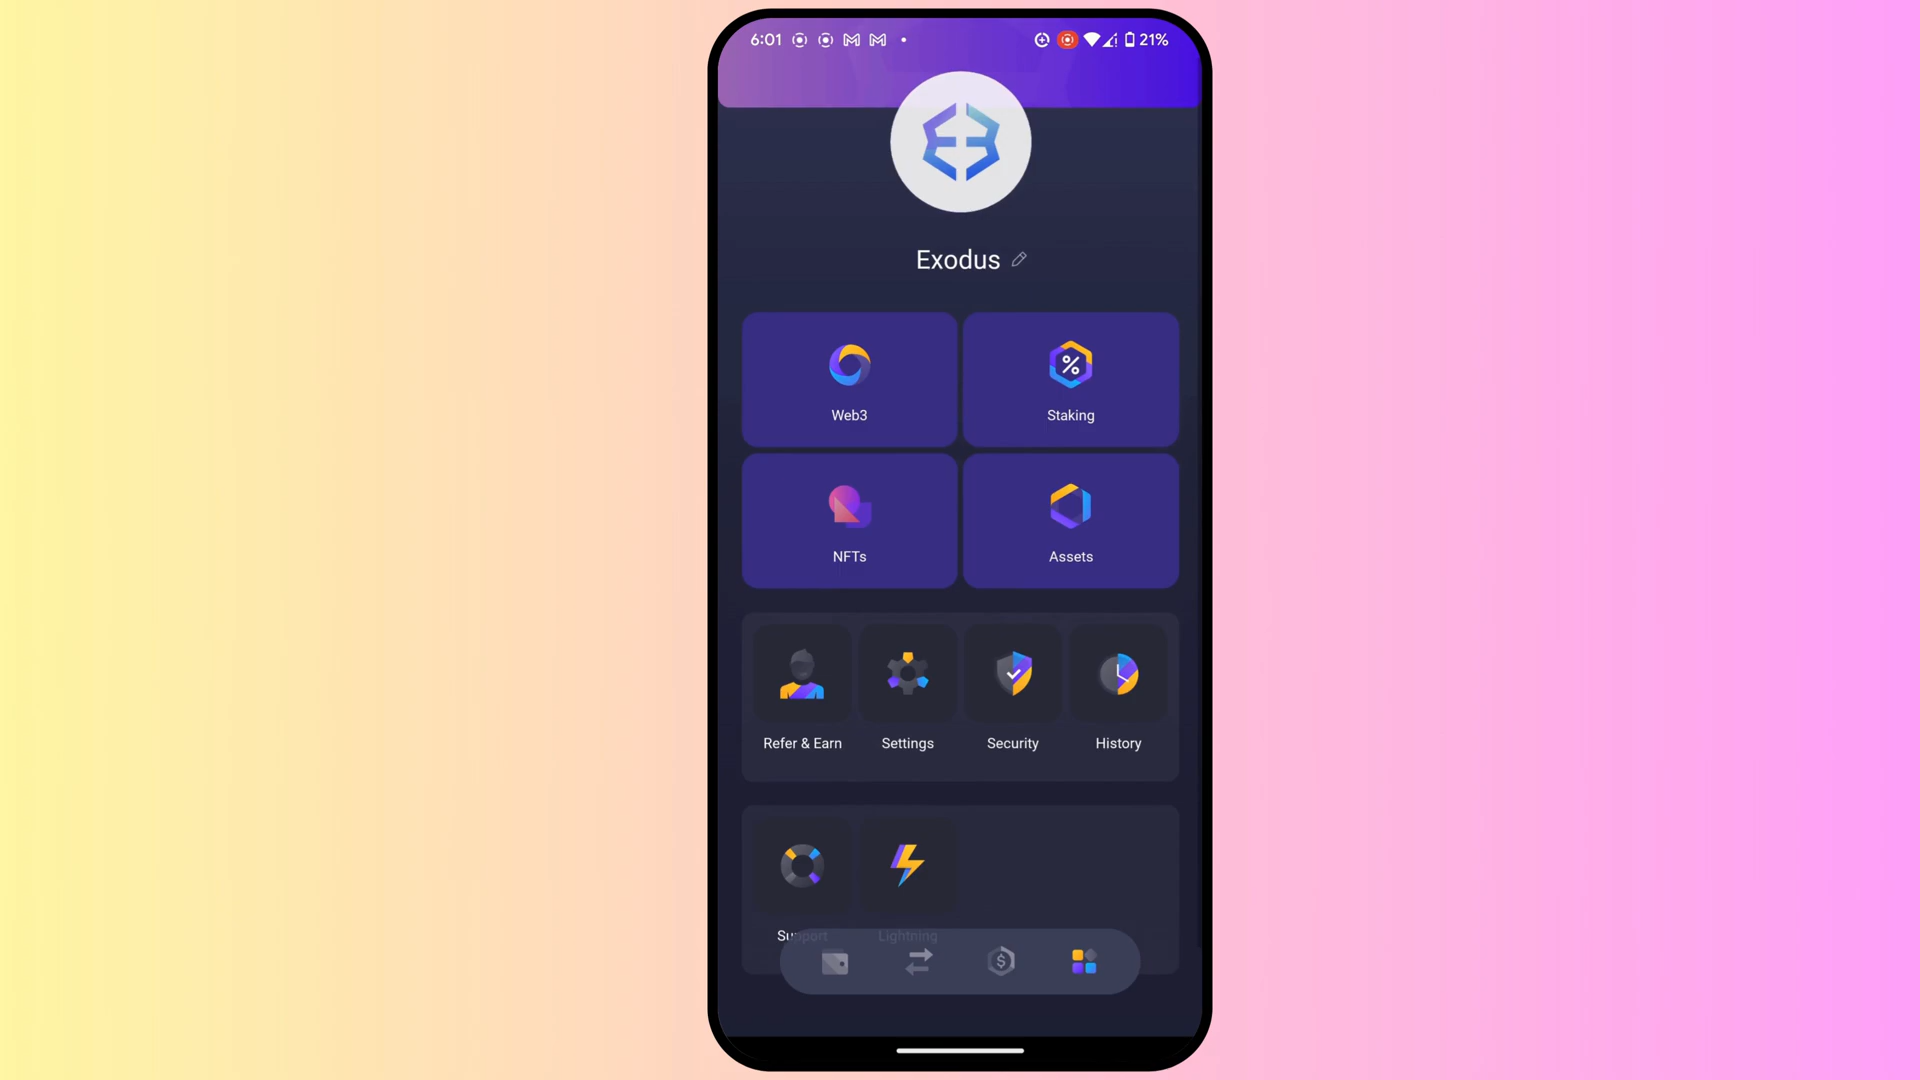 6:01 21%
Exodus
Web3 Staking
NFTs Assets
Refer & Earn Settings Security History
Support Lightning